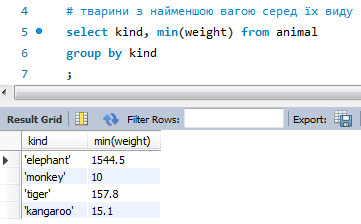 4 # тварини з найменшою вагою серед їх виду
5 select kind, min(weight) from animal
6 group by kind
7 ;
Result Grid Filter Rows: Export:
kind min(weight)
'elephant' 1544.5
'monkey' 10
'tiger' 157.8
'kangaroo' 15.1